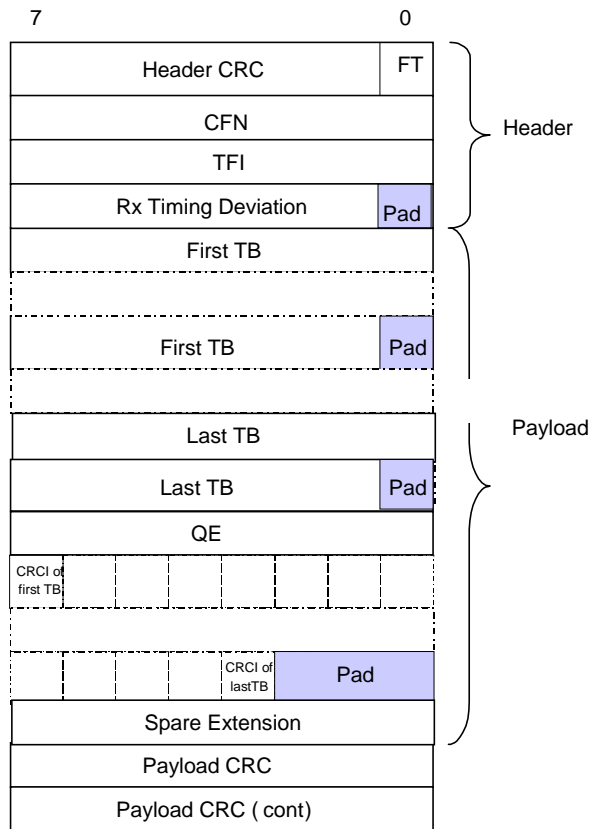 7 0
Header CRC FT
CFN
Header
TFI
Rx Timing Deviation Pad
First TB
First TB Pad
Last TB
Payload
Last TB Pad
QE
CRCI of
first TB
CRCI of
lastTB
Pad
Spare Extension
Payload CRC
Payload CRC ( cont)